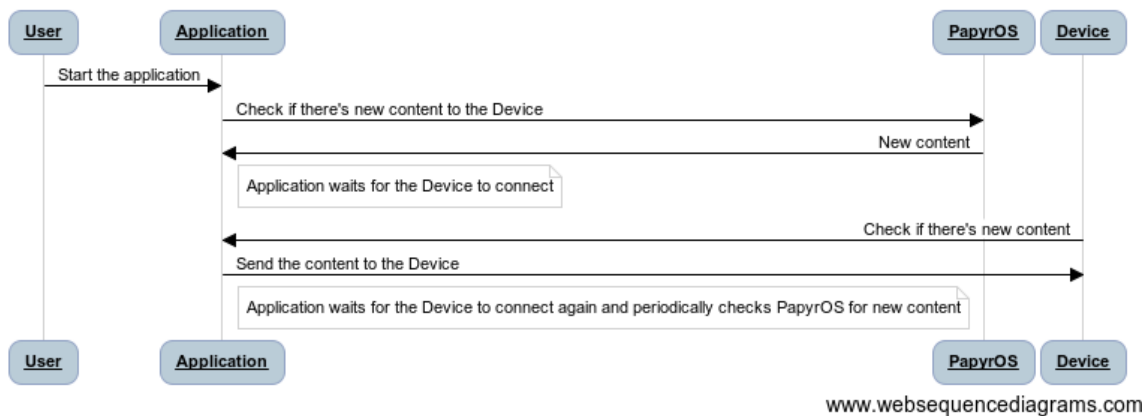 User
Application
PapyrOS
Device
Start the application
Check if there's new content to the Device
New content
Application waits for the Device to connect
Check if there's new content
Send the content to the Device
Application waits for the Device to connect again and periodically checks PapyrOS for new content
User
Application
PapyrOS
Device
www.websequencediagrams.com